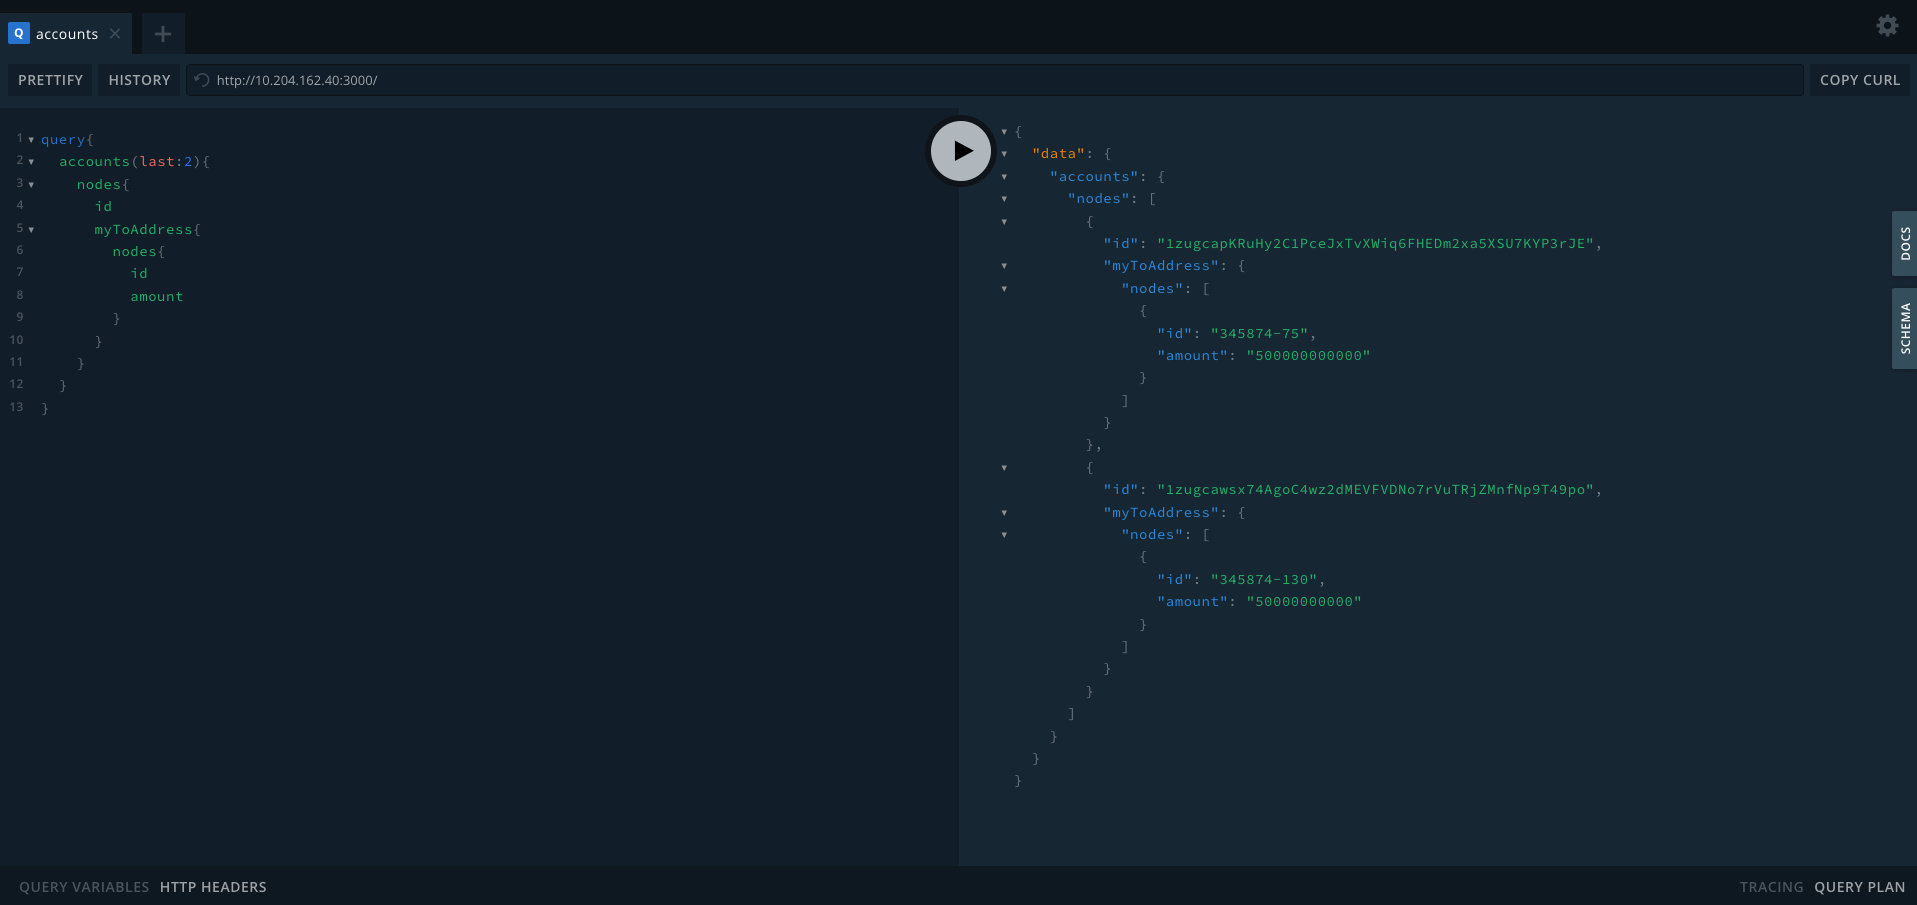 Q accounts
PRETTIFY HISTORY http://10.204.162.40:3000/ COPY CURL
1 query{
2 accounts(last:2){
3 nodes{
4 id
5 myToAddress{
6 nodes{
7 id
8 amount
9 }
10 }
11 }
12 }
13 }
{
"data": {
"accounts": {
"nodes": [
{
"id": "1zugcapKRuHy2C1PceJxTvXWiq6FHEDm2xa5XSU7KYP3rJE",
"myToAddress": {
"nodes": [
{
"id": "345874-75",
"amount": "500000000000"
}
]
}
},
{
"id": "1zugcawsx74AgoC4wz2dMEVFVDNo7rVuTRjZMnfNp9T49po",
"myToAddress": {
"nodes": [
{
"id": "345874-130",
"amount": "50000000000"
}
]
}
}
]
}
}
}
DOCS
SCHEMA
QUERY VARIABLES HTTP HEADERS TRACING QUERY PLAN